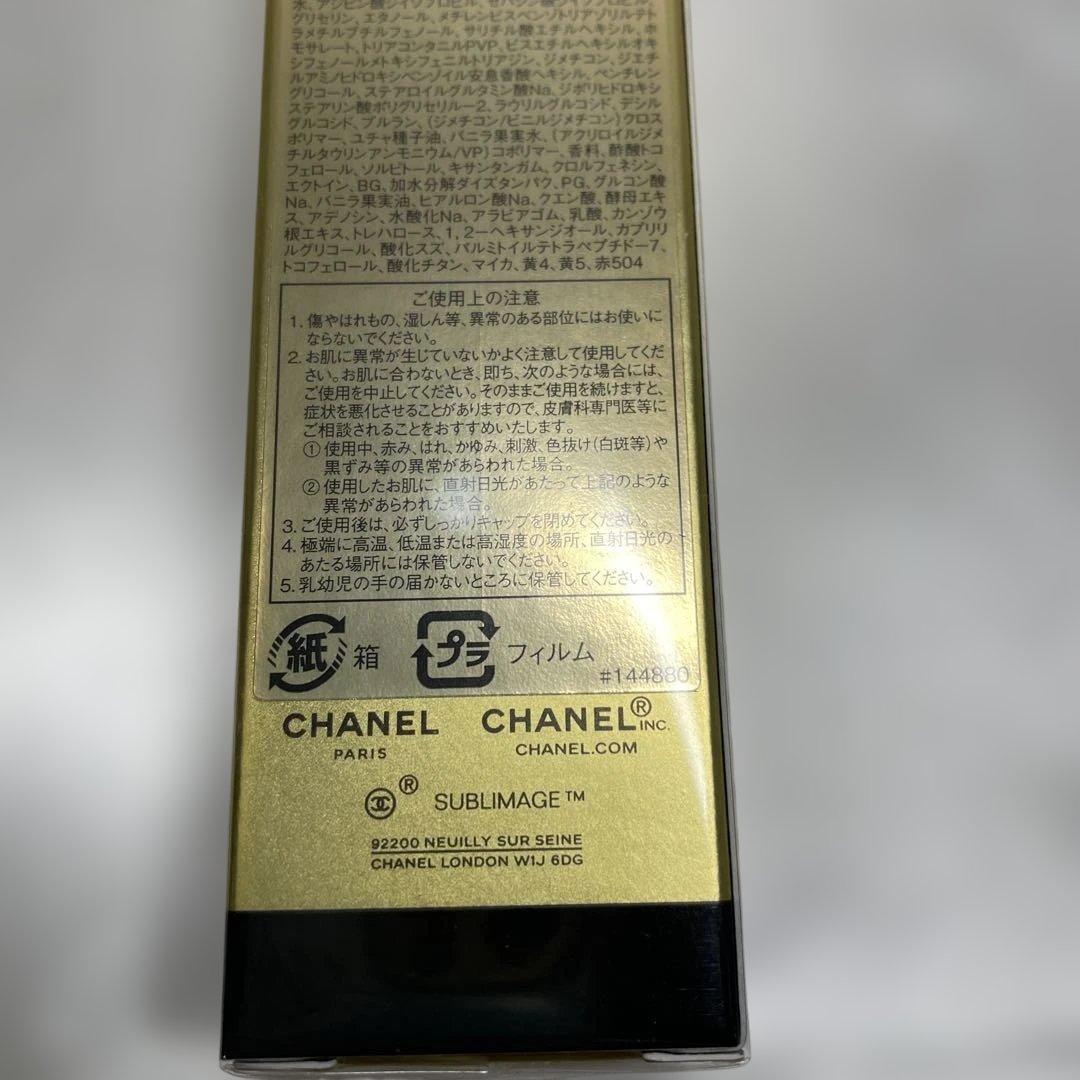 水、アジピン酸ジイソプロピル、セバシン酸ジイソプロピル、
グリセリン、エタノール、メチレンビスベンゾトリアゾリルテト
ラメチルブチルフェノール、サリチル酸エチルヘキシル、ホ
モサレート、トリアコンタニルPVP、ビスエチルヘキシルオキ
シフェノールメトキシフェニルトリアジン、ジメチコン、ジエチ
ルアミノヒドロキシベンゾイル安息香酸ヘキシル、ペンチレン
グリコール、ステアロイルグルタミン酸Na、ジポリヒドロキシ
ステアリン酸ポリグリセリル-2、ラウリルグルコシド、デシル
グルコシド、プルラン、(ジメチコン/ビニルジメチコン)クロス
ポリマー、ユチャ種子油、バニラ果実水、(アクリロイルジメ
チルタウリンアンモニウム/VP)コポリマー、香料、酢酸トコ
フェロール、ソルビトール、キサンタンガム、クロルフェネシン、
エクトイン、BG、加水分解ダイズタンパク、PG、グルコン酸
Na、バニラ果実油、ヒアルロン酸Na、クエン酸、酵母エキ
ス、アデノシン、水酸化Na、アラビアゴム、乳酸、カンゾウ
根エキス、トレハロース、1,2-ヘキサンジオール、カプリリ
ルグリコール、酸化スズ、パルミトイルテトラペプチド-7、
トコフェロール、酸化チタン、マイカ、黄4、黄5、赤504
ご使用上の注意
1. 傷やはれもの、湿しん等、異常のある部位にはお使いに
ならないでください。
2. お肌に異常が生じていないかよく注意して使用してくだ
さい。お肌に合わないとき、即ち、次のような場合には、
ご使用を中止してください。そのままご使用を続けますと、
症状を悪化させることがありますので、皮膚科専門医等に
ご相談されることをおすすめいたします。
① 使用中、赤み、はれ、かゆみ、刺激、色抜け(白斑等)や
黒ずみ等の異常があらわれた場合。
② 使用したお肌に、直射日光があたって上記のような
異常があらわれた場合。
3. ご使用後は、必ずしっかりキャップを閉めてください。
4. 極端に高温、低温または高湿度の場所、直射日光の
あたる場所には保管しないでください。
5. 乳幼児の手の届かないところに保管してください。
紙 箱 プラ フィルム
#144880
CHANEL CHANEL® INC.
PARIS CHANEL.COM
® SUBLIMAGE™
92200 NEUILLY SUR SEINE
CHANEL LONDON W1J 6DG